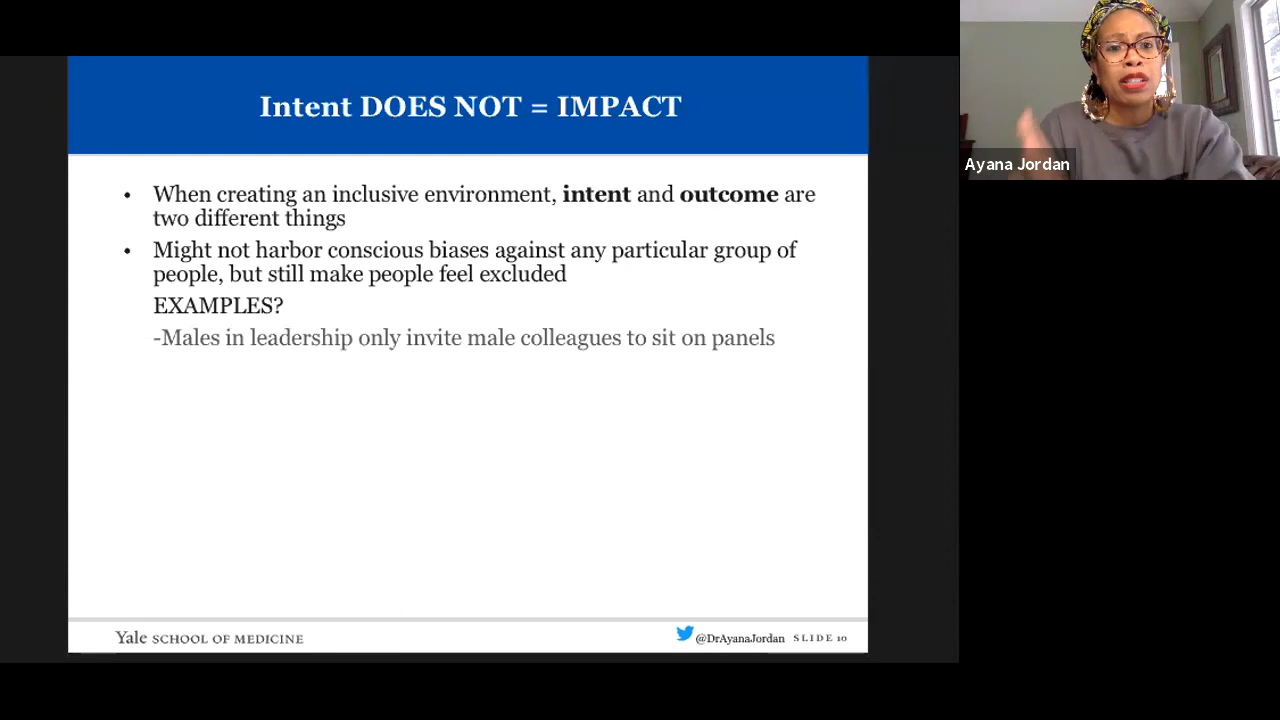 Intent DOES NOT = IMPACT
• When creating an inclusive environment, intent and outcome are
two different things
• Might not harbor conscious biases against any particular group of
people, but still make people feel excluded
EXAMPLES?
-Males in leadership only invite male colleagues to sit on panels
Yale SCHOOL OF MEDICINE
@DrAyanaJordan SLIDE 10
Ayana Jordan